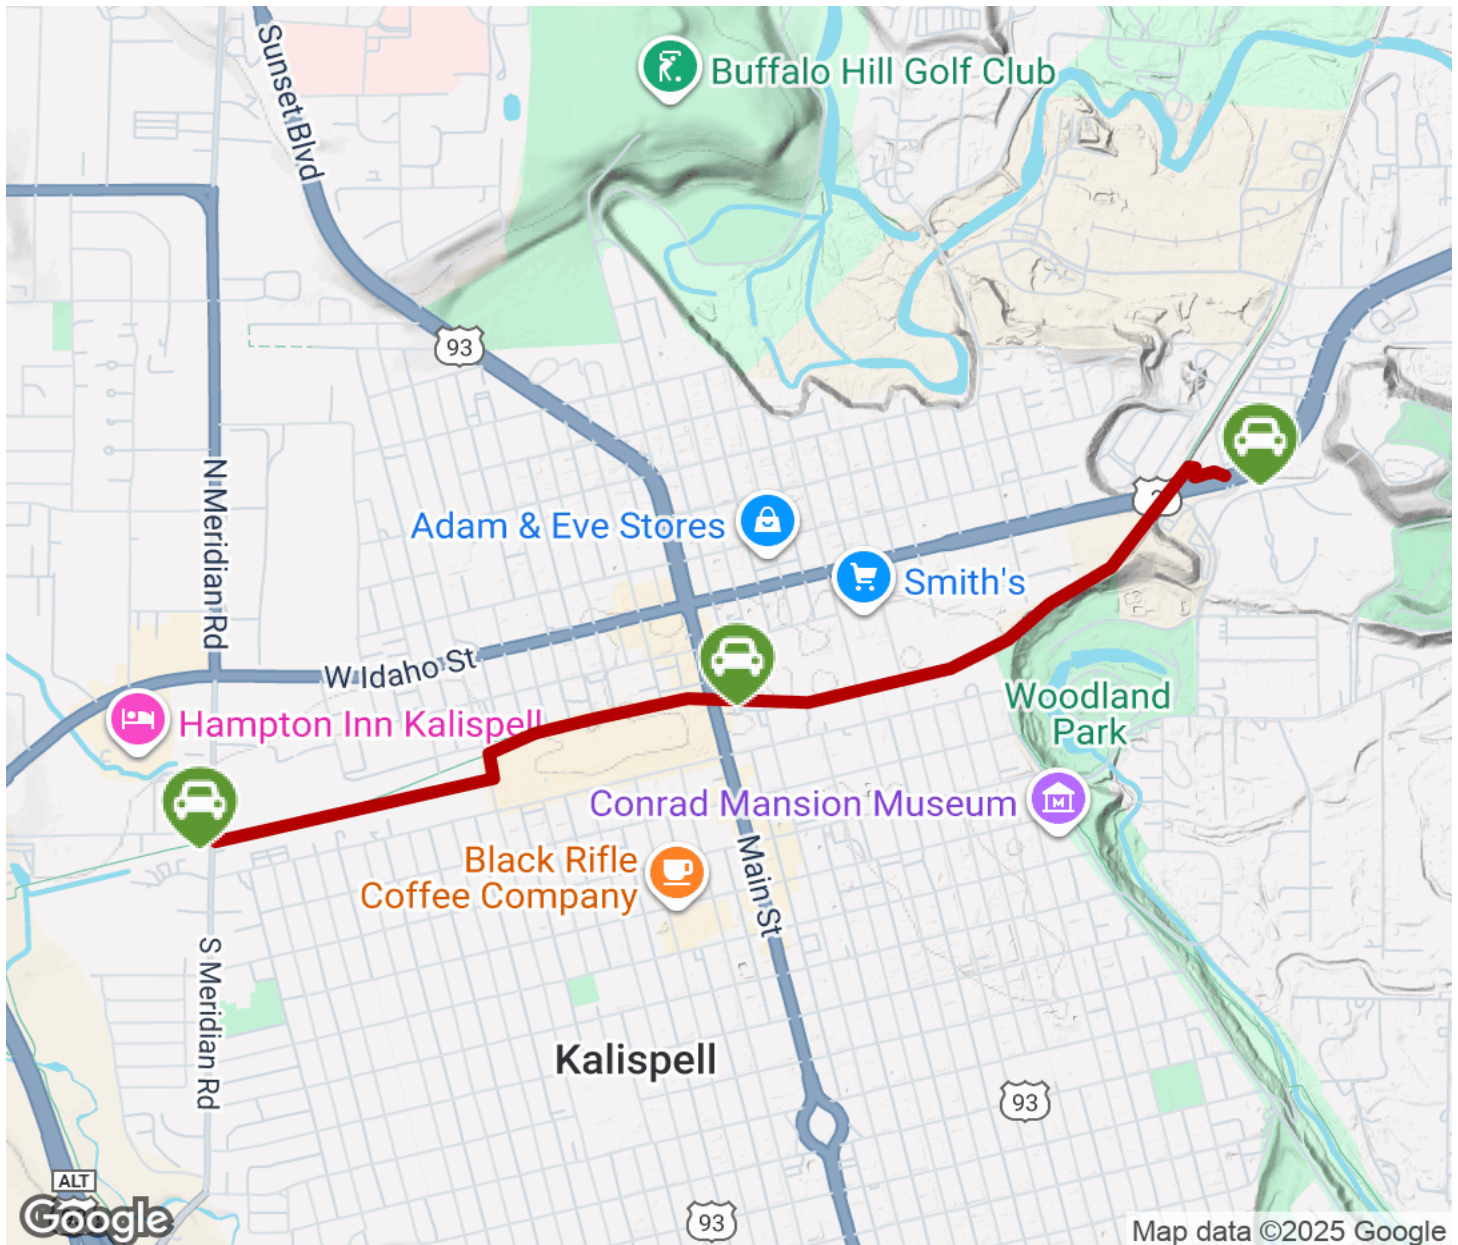 Sunset Blvd
Buffalo Hill Golf Club
93
N Meridian Rd
Adam & Eve Stores
2
Smith's
W Idaho St
Hampton Inn Kalispell
Woodland
Park
Conrad Mansion Museum
Black Rifle
Coffee Company
Main St
S Meridian Rd
Kalispell
93
ALT
93
Google
Map data ©2025 Google